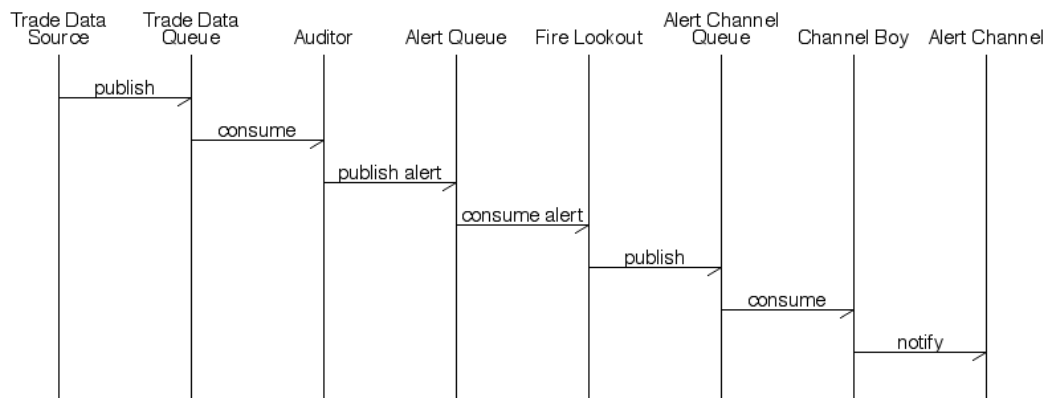 Trade Data
Source
Trade Data
Queue
Auditor
Alert Queue
Fire Lookout
Alert Channel
Queue
Channel Boy
Alert Channel
publish
consume
publish alert
consume alert
publish
consume
notify